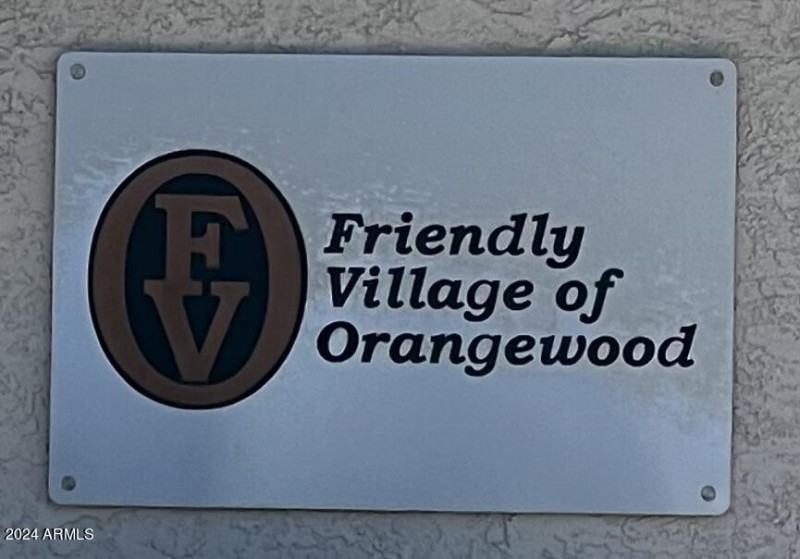 FV
Friendly
Village of
Orangewood
2024 ARMLS